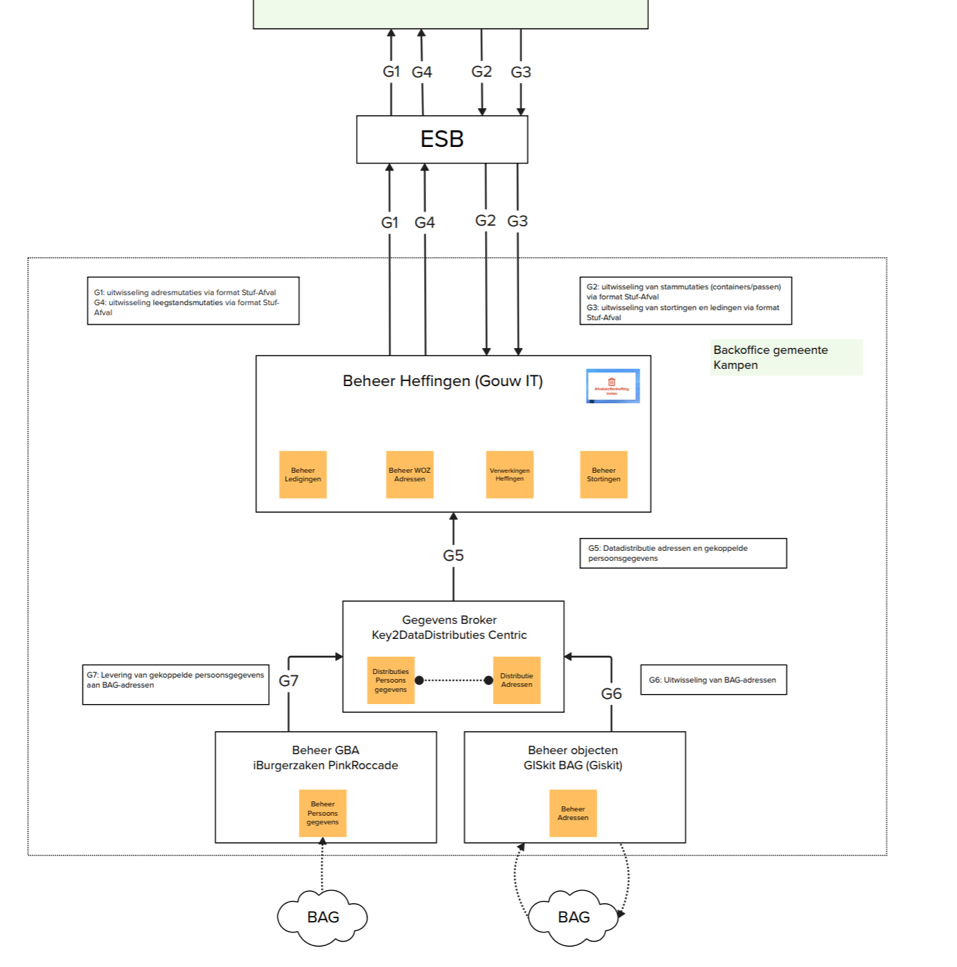 G1
G4
G2
G3
ESB
G1
G4
G2
G3
G1: uitwisseling adresmutaties via format Stuf-Afval
G4: uitwisseling leegstandsmutaties via format Stuf-
Afval
G2: uitwisseling van stammutaties (containers/passen)
via format Stuf-Afval
G3: uitwisseling van stortingen en ledingen via format
Stuf-Afval
Backoffice gemeente
Kampen
Beheer Heffingen (Gouw IT)
Beheer
Ledigingen
Beheer WOZ
Adressen
Verwerkingen
Heffingen
Beheer
Stortingen
G5
G5: Datadistributie adressen en gekoppelde
persoonsgegevens
Gegevens Broker
Key2DataDistributies Centric
Distributies
Persoons
gegevens
Distributie
Adressen
G7: Levering van gekoppelde persoonsgegevens
aan BAG-adressen
G7
G6
G6: Uitwisseling van BAG-adressen
Beheer GBA
iBurgerzaken PinkRoccade
Beheer
Persoons
gegevens
Beheer objecten
GISkit BAG (Giskit)
Beheer
Adressen
BAG
BAG